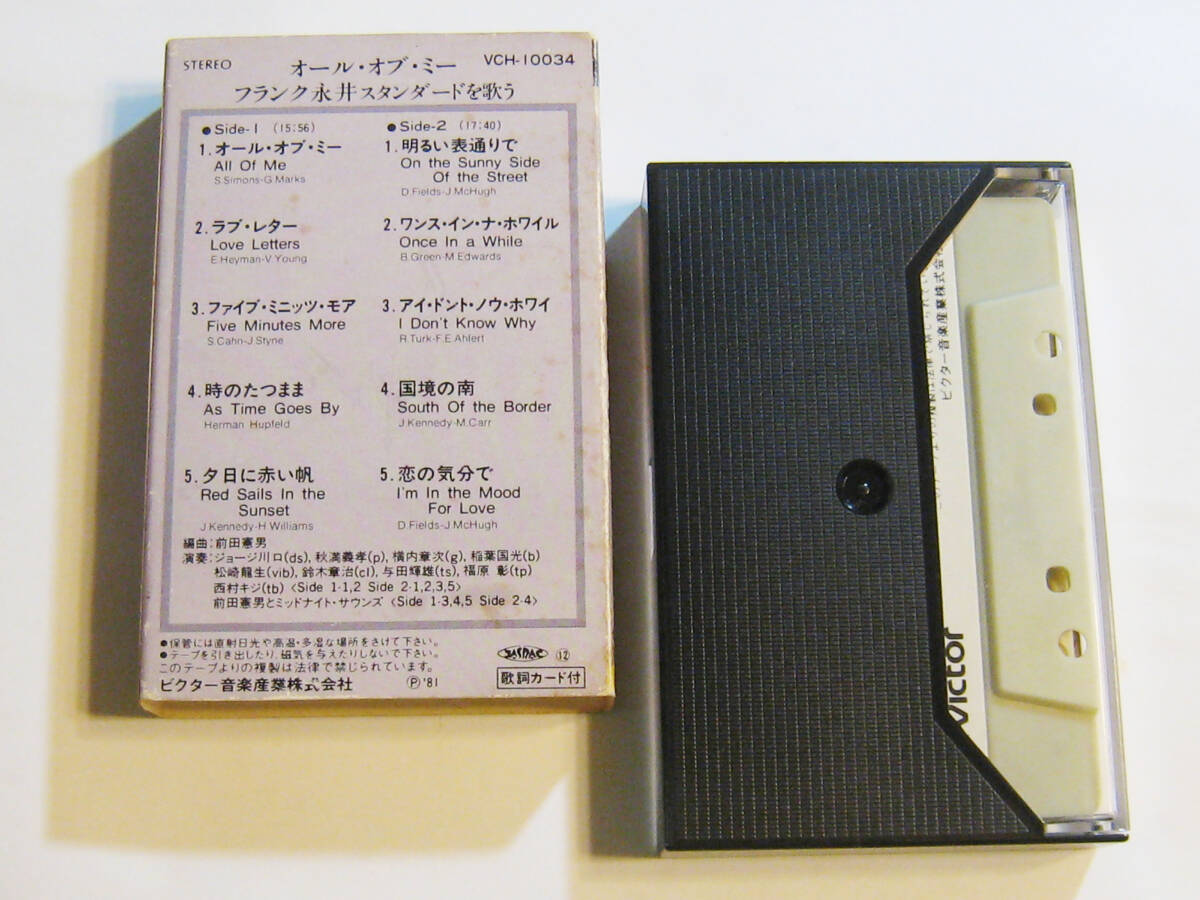 STEREO
オール・オブ・ミー
VCH-10034
フランク永井スタンダードを歌う
●Side-1 (15:56)
1.オール・オブ・ミー
All Of Me
S.Simons-G.Marks
2.ラブ・レター
Love Letters
E.Heyman-V.Young
3.ファイブ・ミニッツ・モア
Five Minutes More
S.Cahn-J.Styne
4.時のたつまま
As Time Goes By
Herman Hupfeld
5.夕日に赤い帆
Red Sails In the
Sunset
J.Kennedy-H.Williams
●Side-2 (17:40)
1.明るい表通りで
On the Sunny Side
Of the Street
D.Fields-J.McHugh
2.ワンス・イン・ナ・ホワイル
Once In a While
B.Green-M.Edwards
3.アイ・ドント・ノウ・ホワイ
I Don't Know Why
R.Turk-F.E.Ahlert
4.国境の南
South Of the Border
J.Kennedy-M.Carr
5.恋の気分で
I'm In the Mood
For Love
D.Fields-J.McHugh
編曲:前田憲男
演奏:ジョージ川口(ds),秋満義孝(p),横内章次(g),稲葉国光(b)
松崎龍生(vib),鈴木章治(cl),与田輝雄(ts),福原 彰(tp)
西村キジ(tb)〈Side 1-1,2 Side 2-1,2,3,5〉
前田憲男とミッドナイト・サウンズ〈Side 1-3,4,5 Side 2-4〉
●保管には直射日光や高温・多湿な場所をさけて下さい。
●テープを引き出したり、磁気を与えたりしないで下さい。
このテープよりの複製は法律で禁じられています。
ビクター音楽産業株式会社
Ⓟ'81
JASRAC
⑫
歌詞カード付
ビクター音楽産業株式会社
Victor